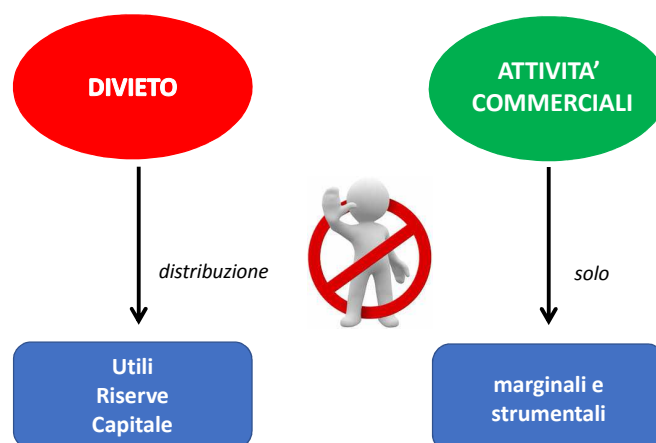 DIVIETO
ATTIVITA’
COMMERCIALI
distribuzione
solo
Utili
Riserve
Capitale
marginali e
strumentali